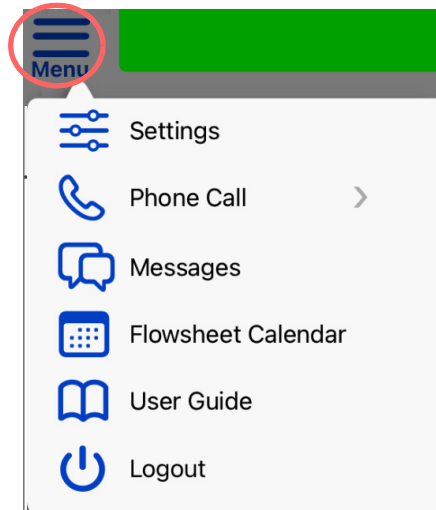 Menu
Settings
Phone Call
Messages
Flowsheet Calendar
User Guide
Logout